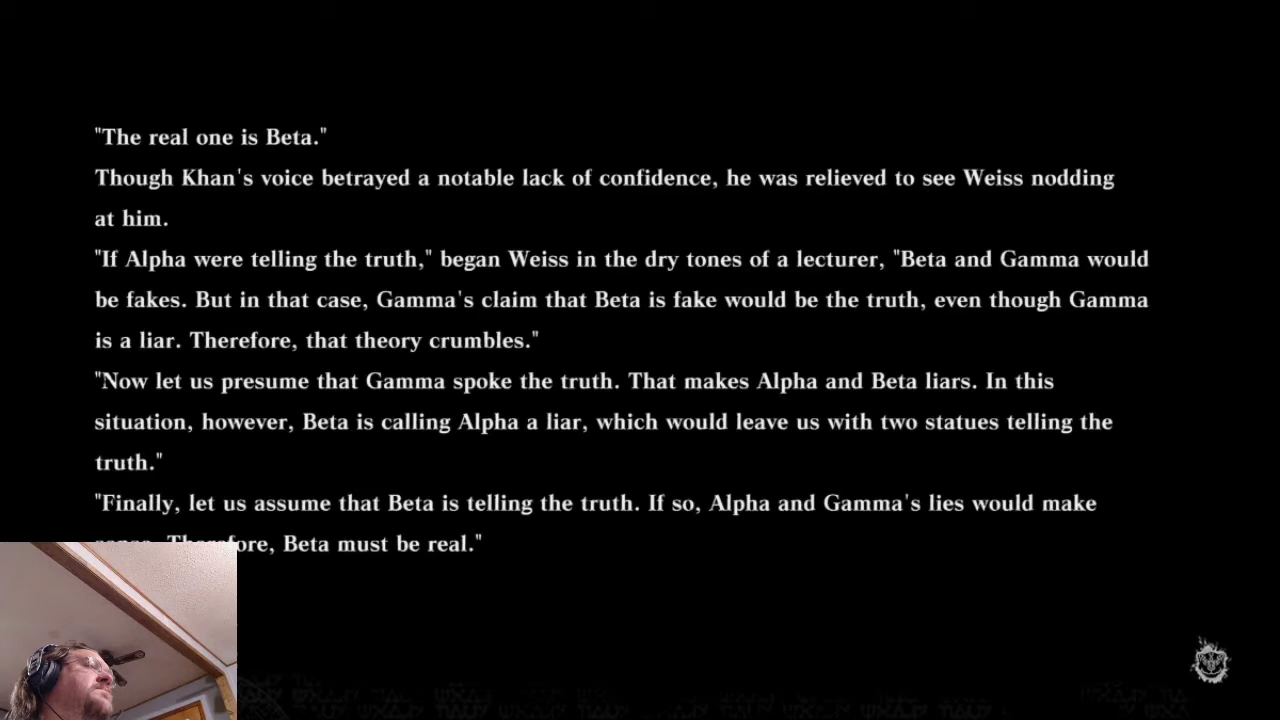 "The real one is Beta."
Though Khan's voice betrayed a notable lack of confidence, he was relieved to see Weiss nodding
at him.
"If Alpha were telling the truth," began Weiss in the dry tones of a lecturer, "Beta and Gamma would
be fakes. But in that case, Gamma's claim that Beta is fake would be the truth, even though Gamma
is a liar. Therefore, that theory crumbles."
"Now let us presume that Gamma spoke the truth. That makes Alpha and Beta liars. In this
situation, however, Beta is calling Alpha a liar, which would leave us with two statues telling the
truth."
"Finally, let us assume that Beta is telling the truth. If so, Alpha and Gamma's lies would make
Beta must be real."